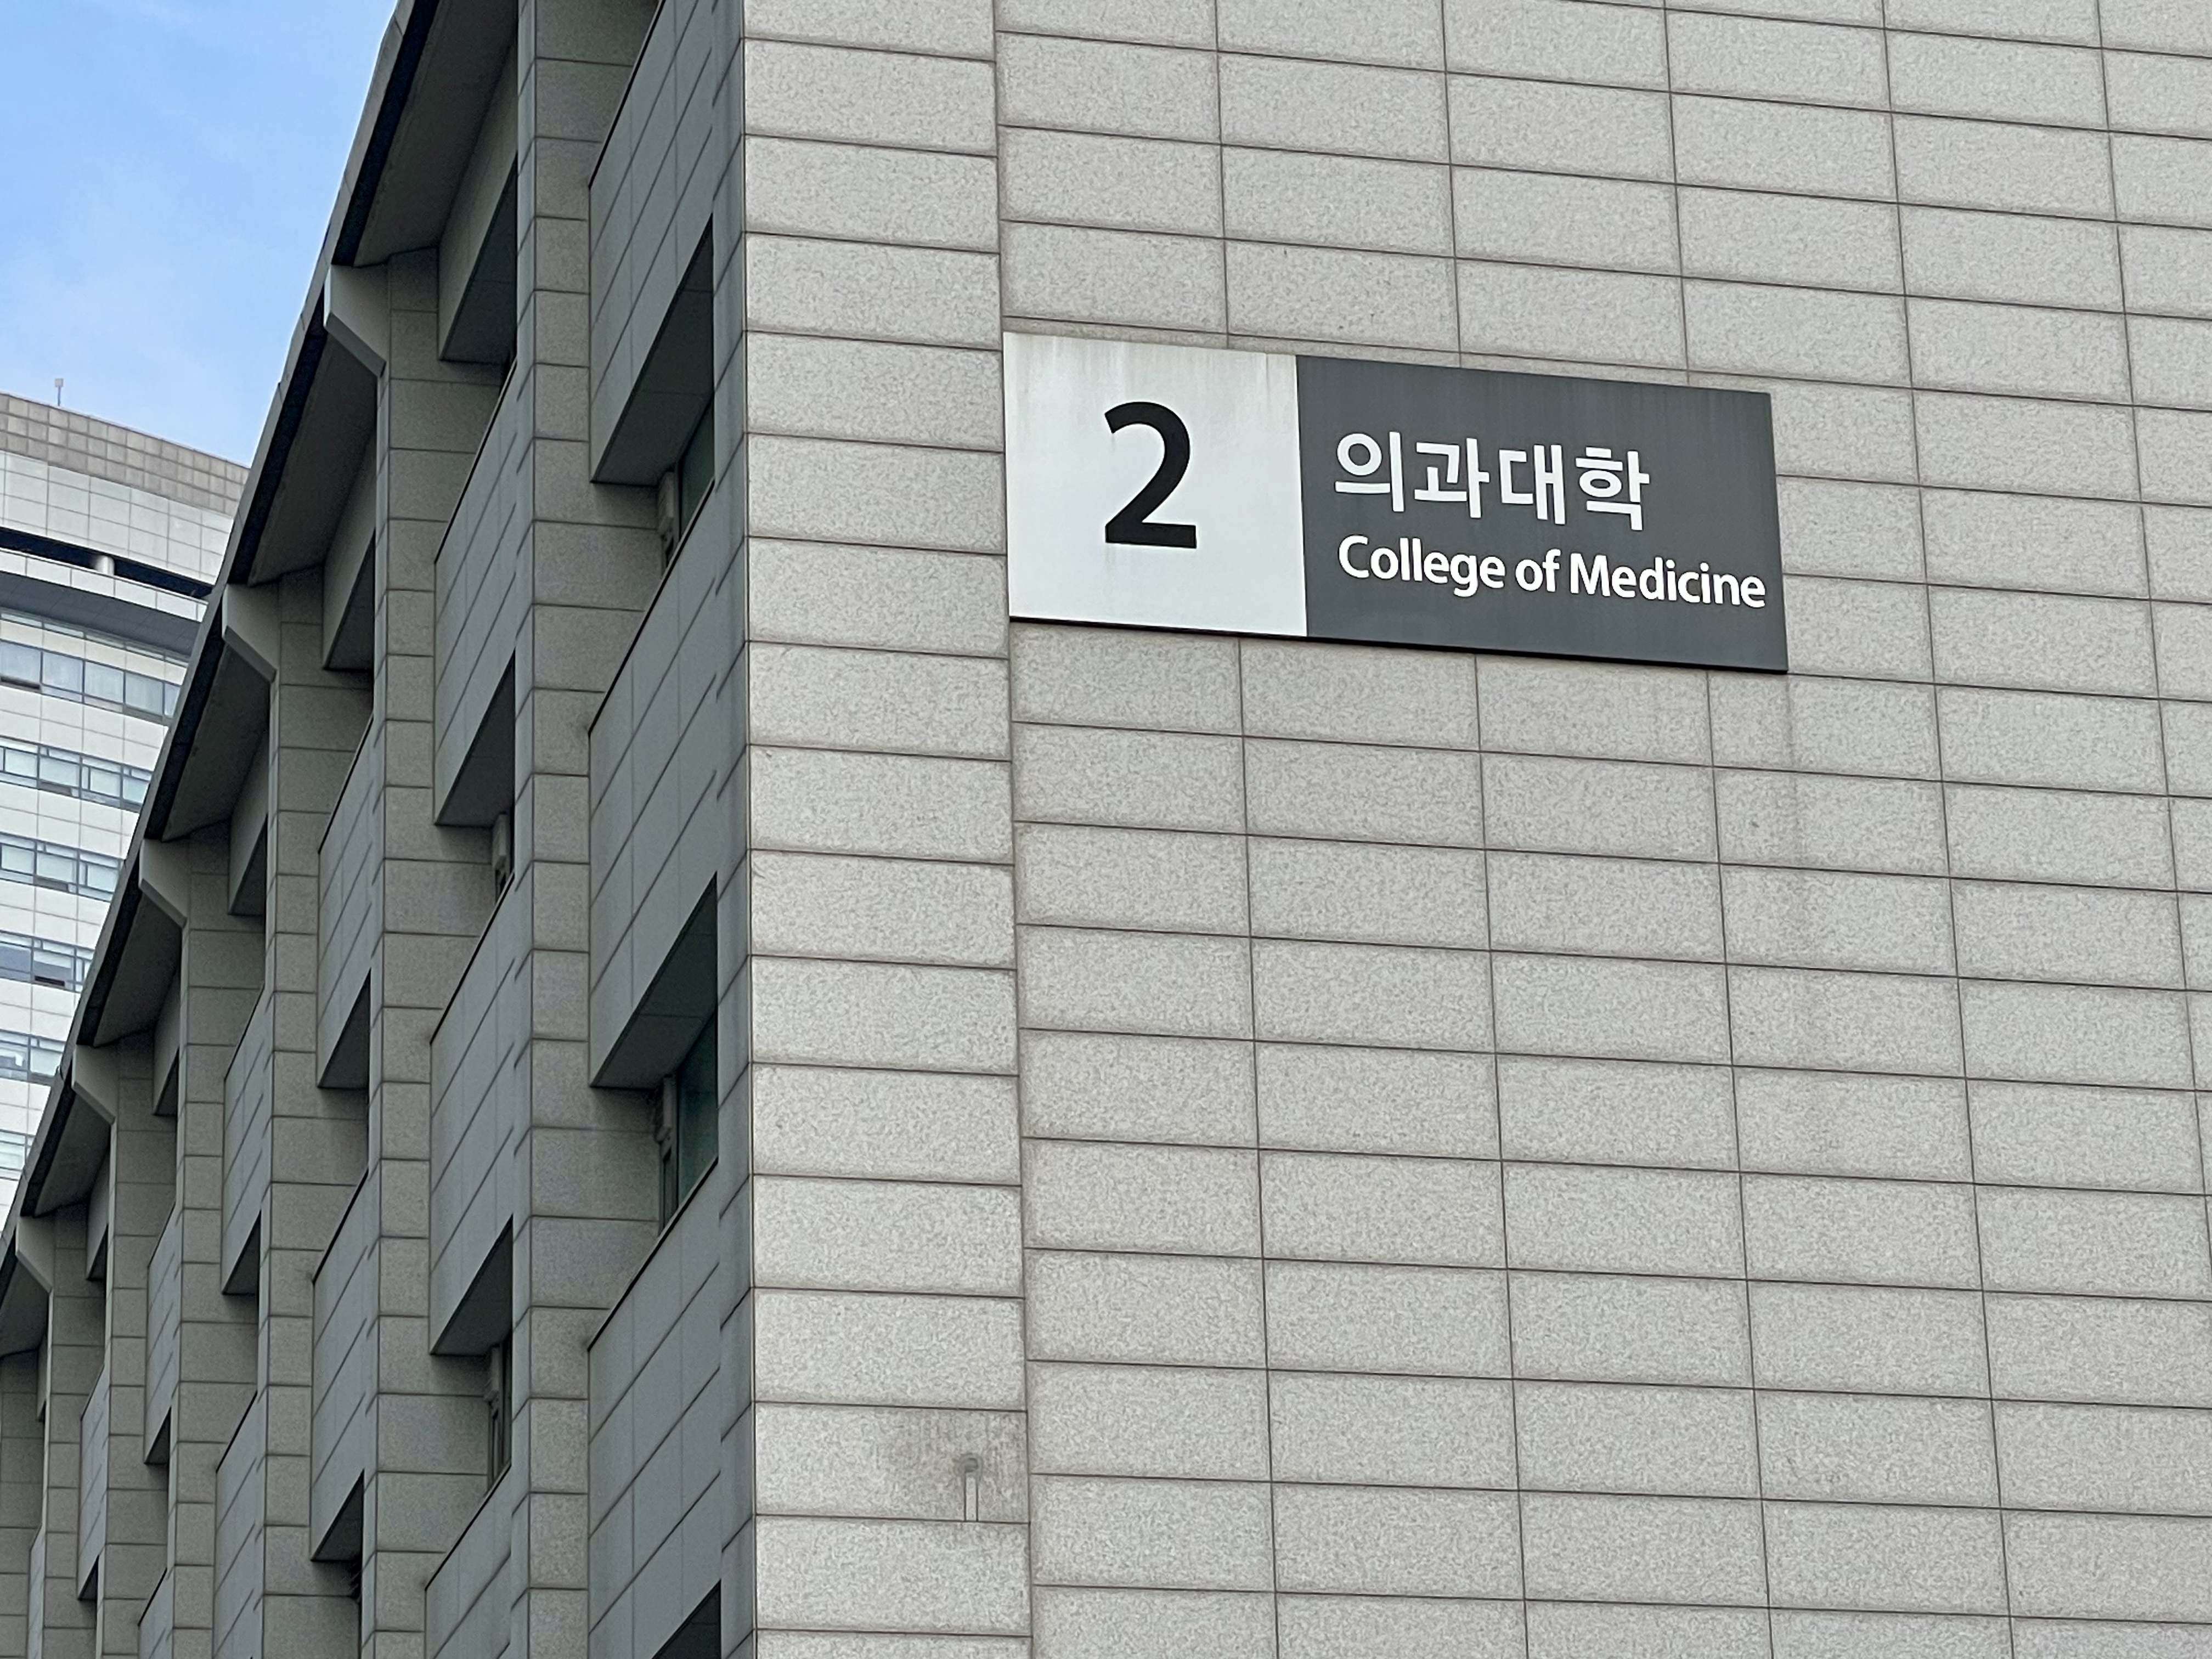 2
의과대학
College of Medicine